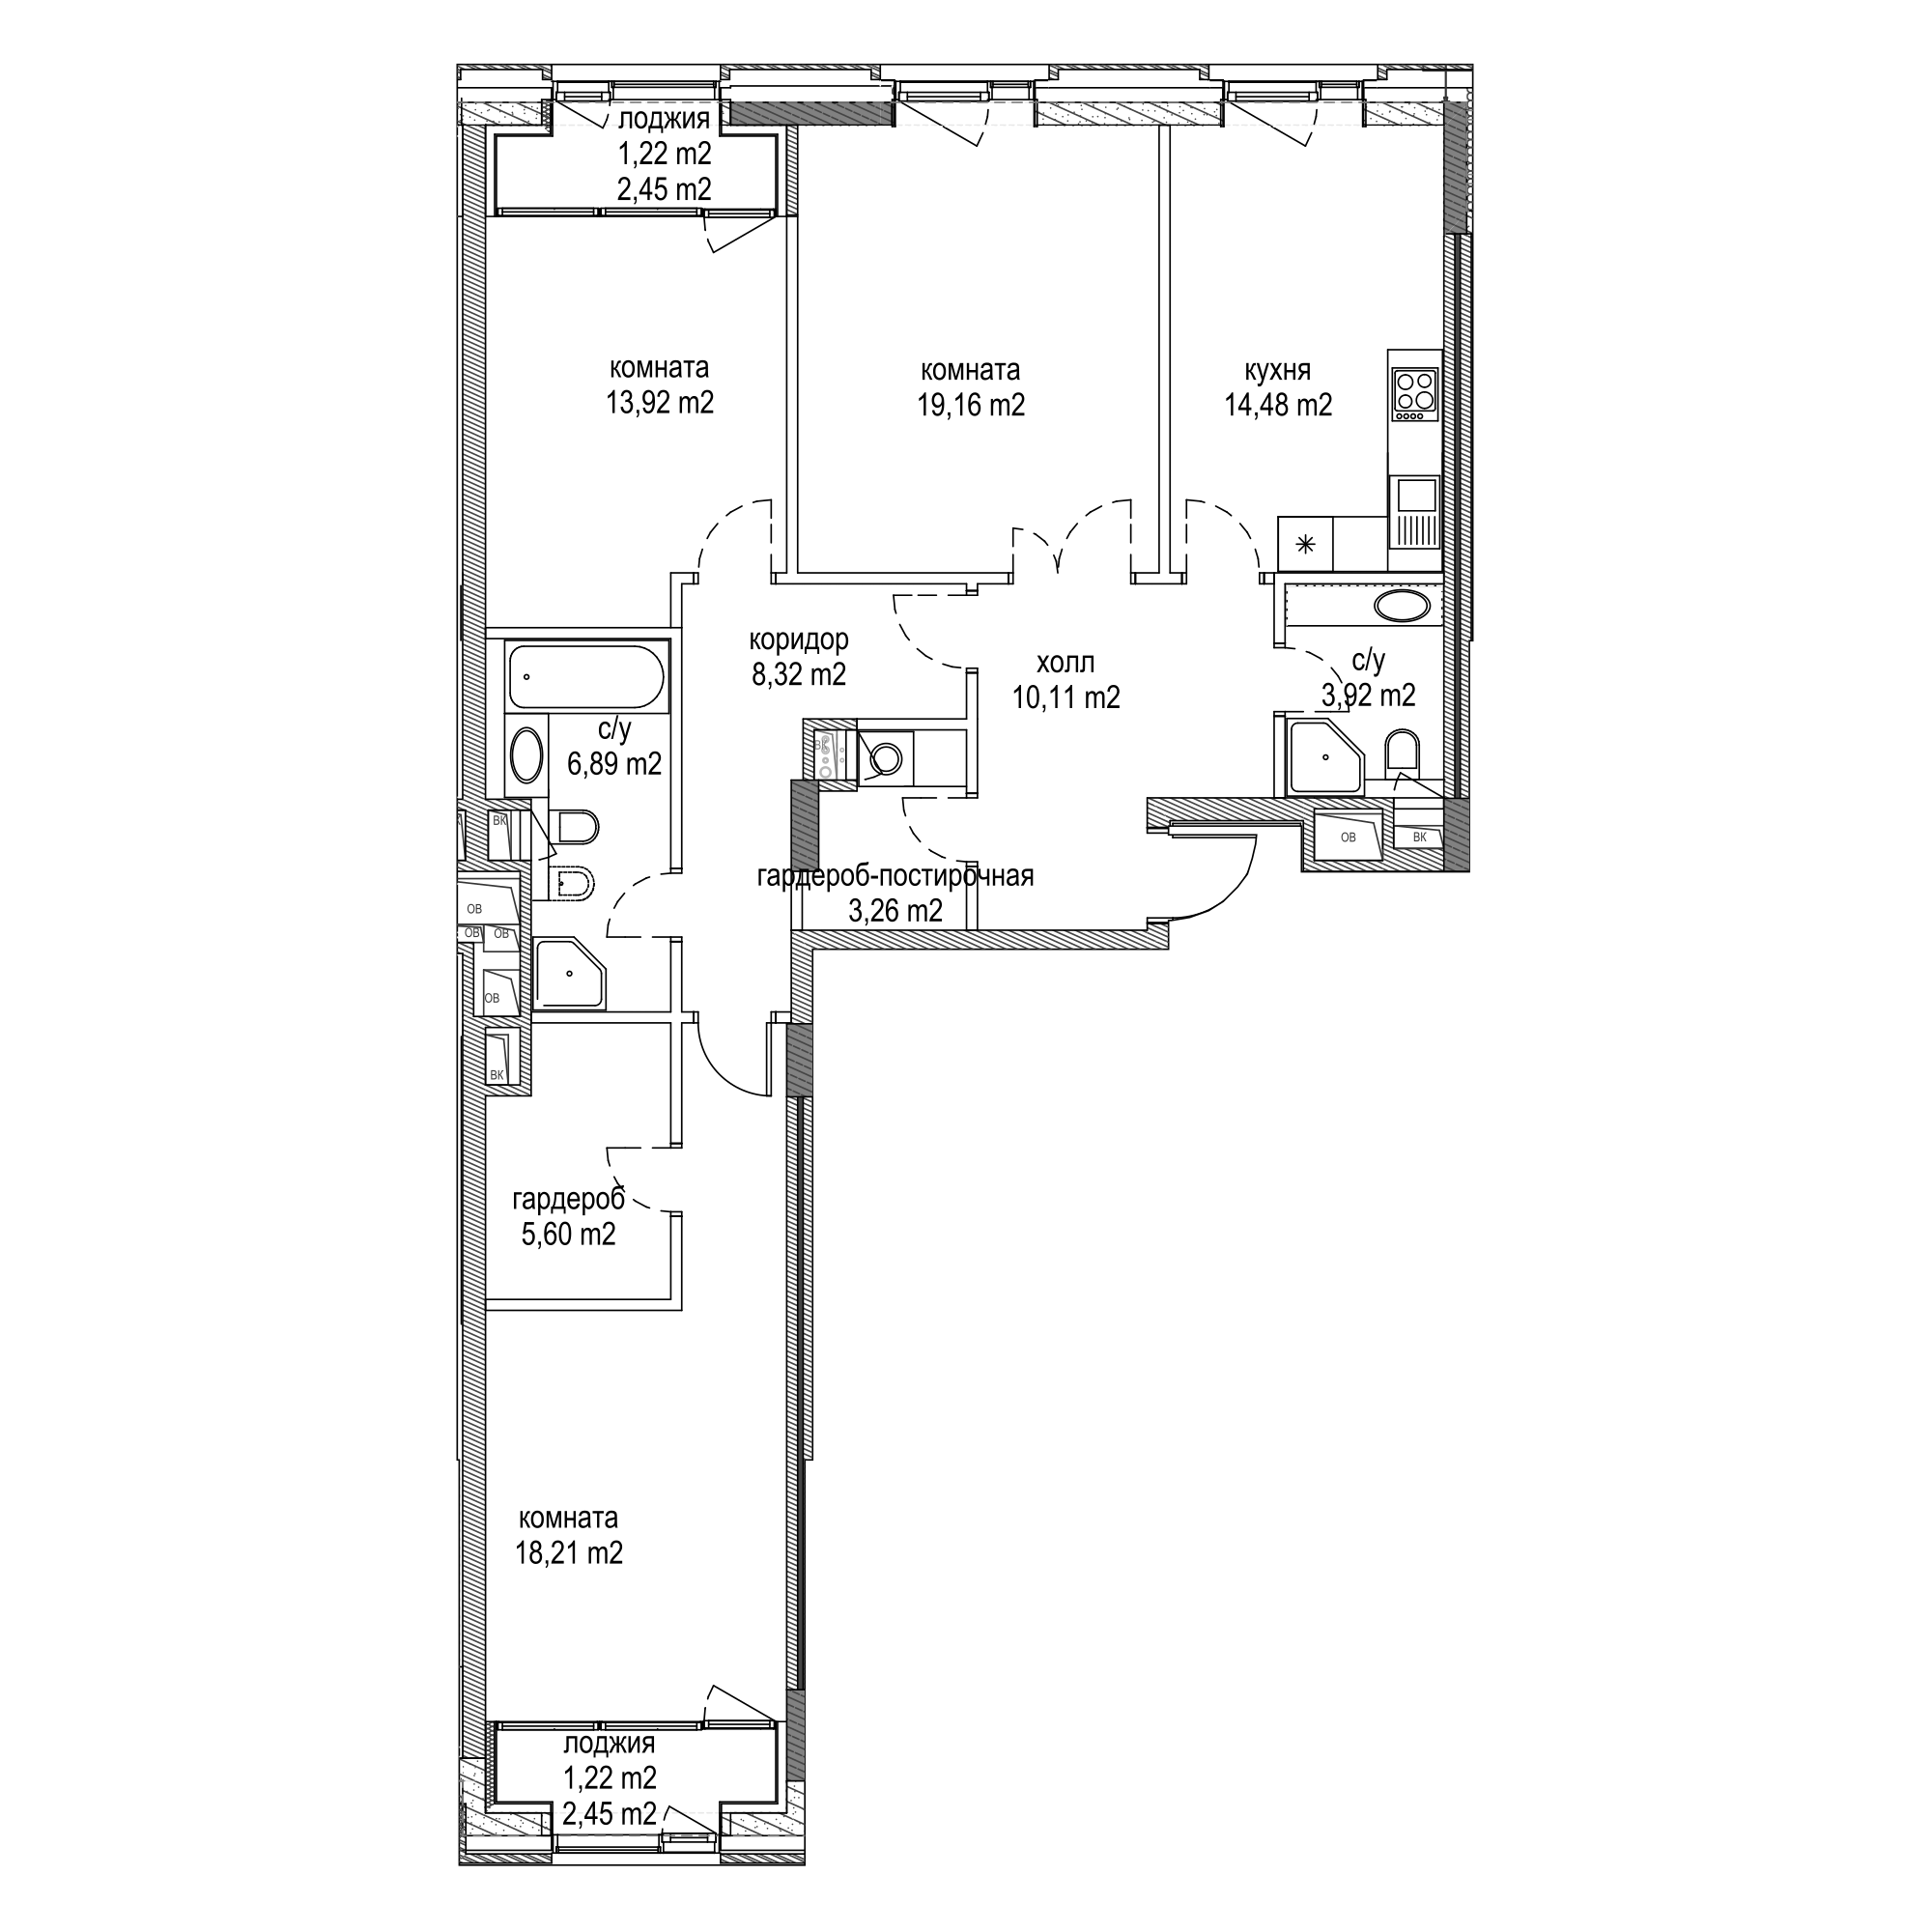 лоджия
1,22 m2
2,45 m2
комната
13,92 m2
комната
19,16 m2
кухня
14,48 m2
коридор
8,32 m2
холл
10,11 m2
с/у
3,92 m2
с/у
6,89 m2
ВК
ВК
ОВ
ВК
гардероб-постирочная
3,26 m2
ОВ
ОВ
ОВ
ОВ
ВК
гардероб
5,60 m2
комната
18,21 m2
лоджия
1,22 m2
2,45 m2